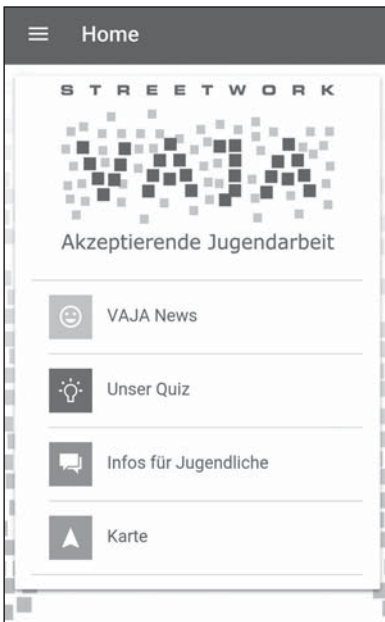 Home
STREETWORK
VAJA
Akzeptierende Jugendarbeit
VAJA News
Unser Quiz
Infos für Jugendliche
Karte